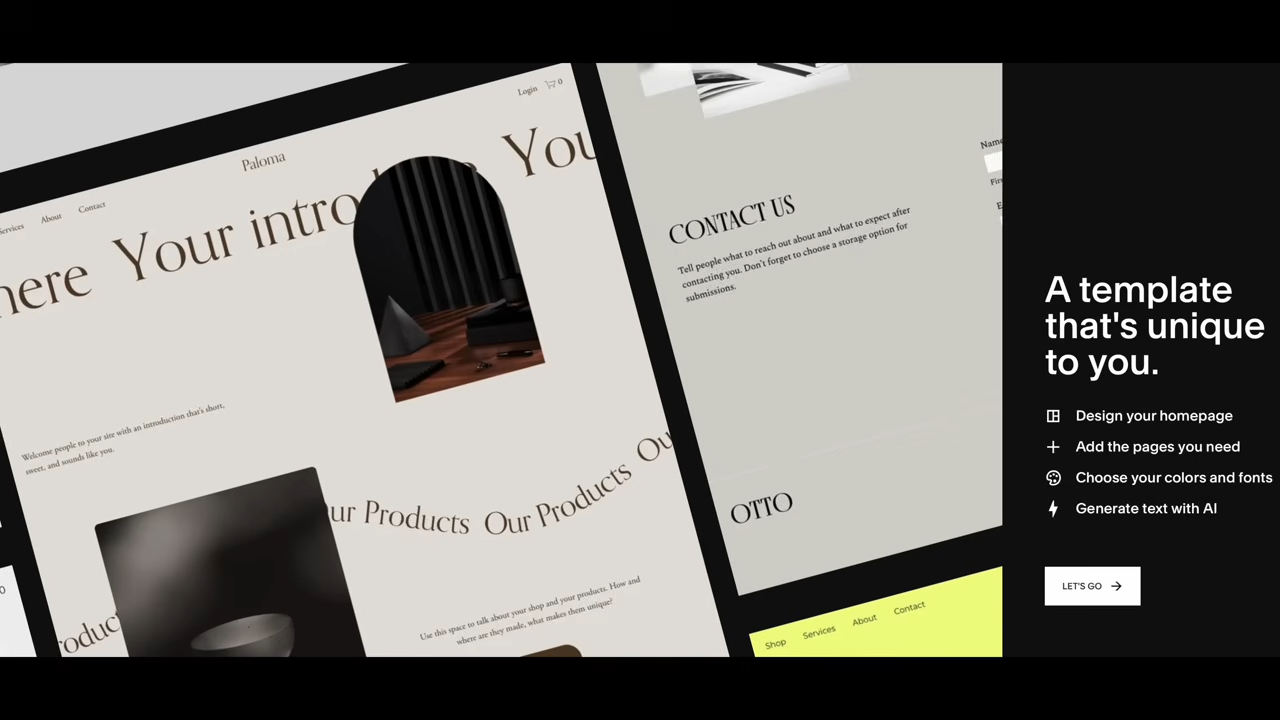 Login 0
Paloma
Services About Contact
here Your intro You
Welcome people to your site with an introduction that's short,
sweet, and sounds like you.
Our Products Our Products Ou
Use this space to talk about your shop and your products. How and
where are they made, what makes them unique?
CONTACT US
Tell people what to reach out about and what to expect after
contacting you. Don't forget to choose a storage option for
submissions.
Name
OTTO
Shop Services About Contact
A template
that's unique
to you.
Design your homepage
Add the pages you need
Choose your colors and fonts
Generate text with AI
LET'S GO